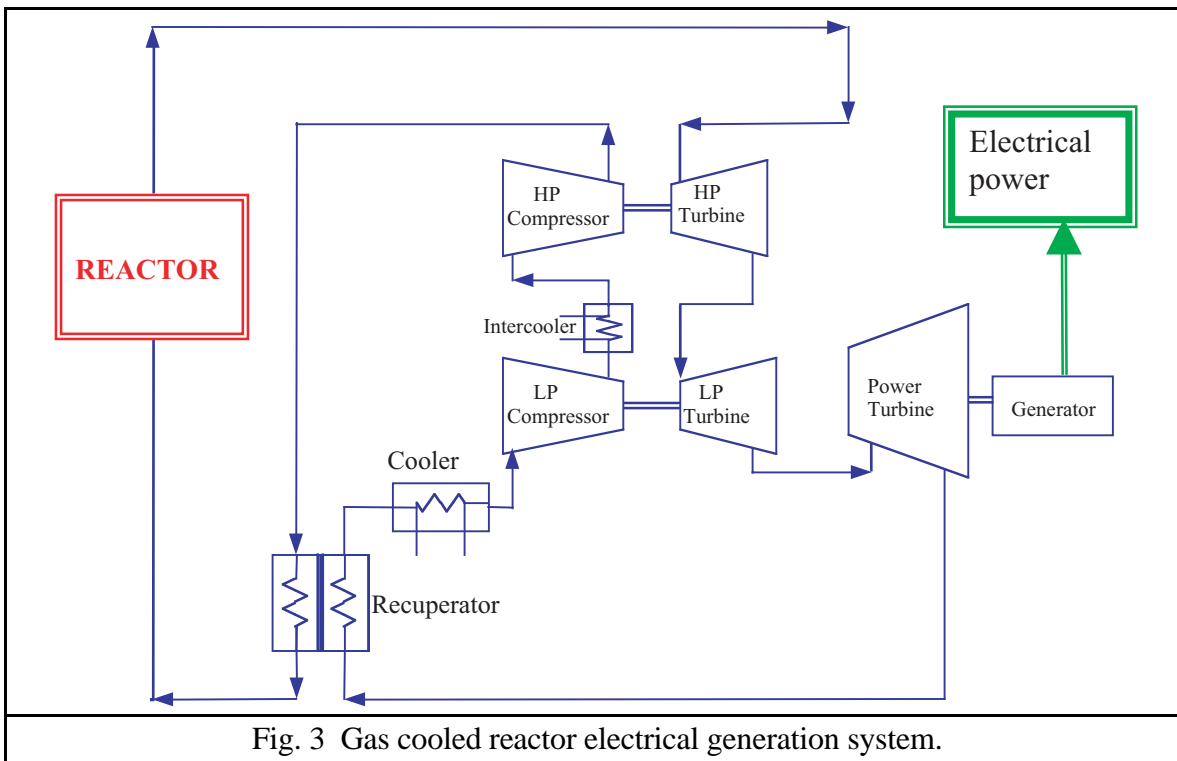 Electrical
power
HP
Compressor
HP
Turbine
REACTOR
Intercooler
LP
Compressor
LP
Turbine
Power
Turbine
Generator
Cooler
Recuperator
Fig. 3 Gas cooled reactor electrical generation system.